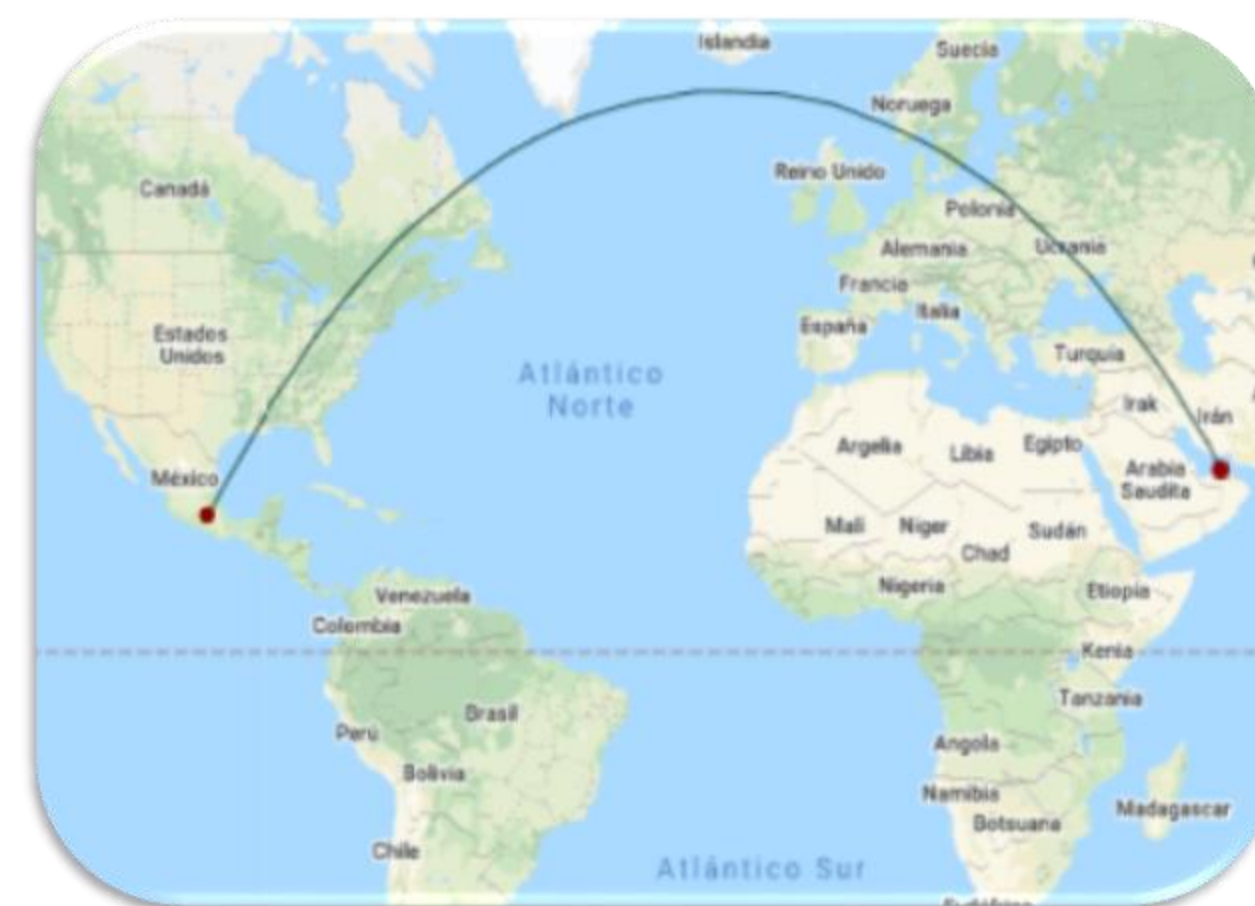 Islandia
Suecia
Noruega
Reino Unido
Canadá
Polonia
Alemania
Ucrania
Francia
Italia
España
Estados
Unidos
Turquía
Atlántico
Norte
Irak
Irán
Argelia
Libia
Egipto
Arabia
Saudita
México
Malí
Níger
Sudán
Chad
Nigeria
Etiopía
Venezuela
Colombia
Kenia
Tanzania
Brasil
Perú
Angola
Bolivia
Namibia
Madagascar
Botsuana
Chile
Atlántico Sur